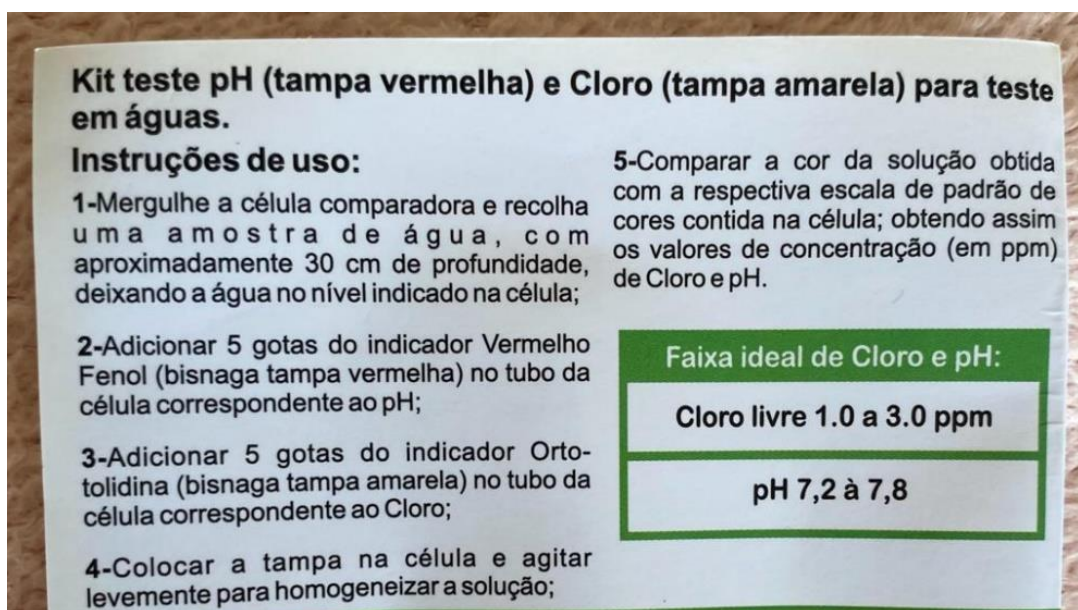 Kit teste pH (tampa vermelha) e Cloro (tampa amarela) para teste
em águas.
Instruções de uso:
1-Mergulhe a célula comparadora e recolha
uma amostra de água, com
aproximadamente 30 cm de profundidade,
deixando a água no nível indicado na célula;
2-Adicionar 5 gotas do indicador Vermelho
Fenol (bisnaga tampa vermelha) no tubo da
célula correspondente ao pH;
3-Adicionar 5 gotas do indicador Orto-
tolidina (bisnaga tampa amarela) no tubo da
célula correspondente ao Cloro;
4-Colocar a tampa na célula e agitar
levemente para homogeneizar a solução;
5-Comparar a cor da solução obtida
com a respectiva escala de padrão de
cores contida na célula; obtendo assim
os valores de concentração (em ppm)
de Cloro e pH.
Faixa ideal de Cloro e pH:
Cloro livre 1.0 a 3.0 ppm
pH 7,2 à 7,8